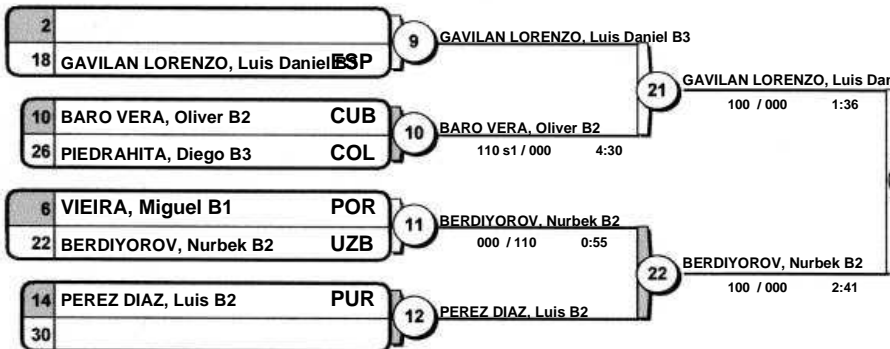 2
18 GAVILAN LORENZO, Luis Daniel ESP
9
GAVILAN LORENZO, Luis Daniel B3
10 BARO VERA, Oliver B2 CUB
26 PIEDRAHITA, Diego B3 COL
10
BARO VERA, Oliver B2
110 s1 / 000 4:30
21
GAVILAN LORENZO, Luis Dan
100 / 000 1:36
6 VIEIRA, Miguel B1 POR
22 BERDIYOROV, Nurbek B2 UZB
11
BERDIYOROV, Nurbek B2
000 / 110 0:55
14 PEREZ DIAZ, Luis B2 PUR
30
12
PEREZ DIAZ, Luis B2
22
BERDIYOROV, Nurbek B2
100 / 000 2:41